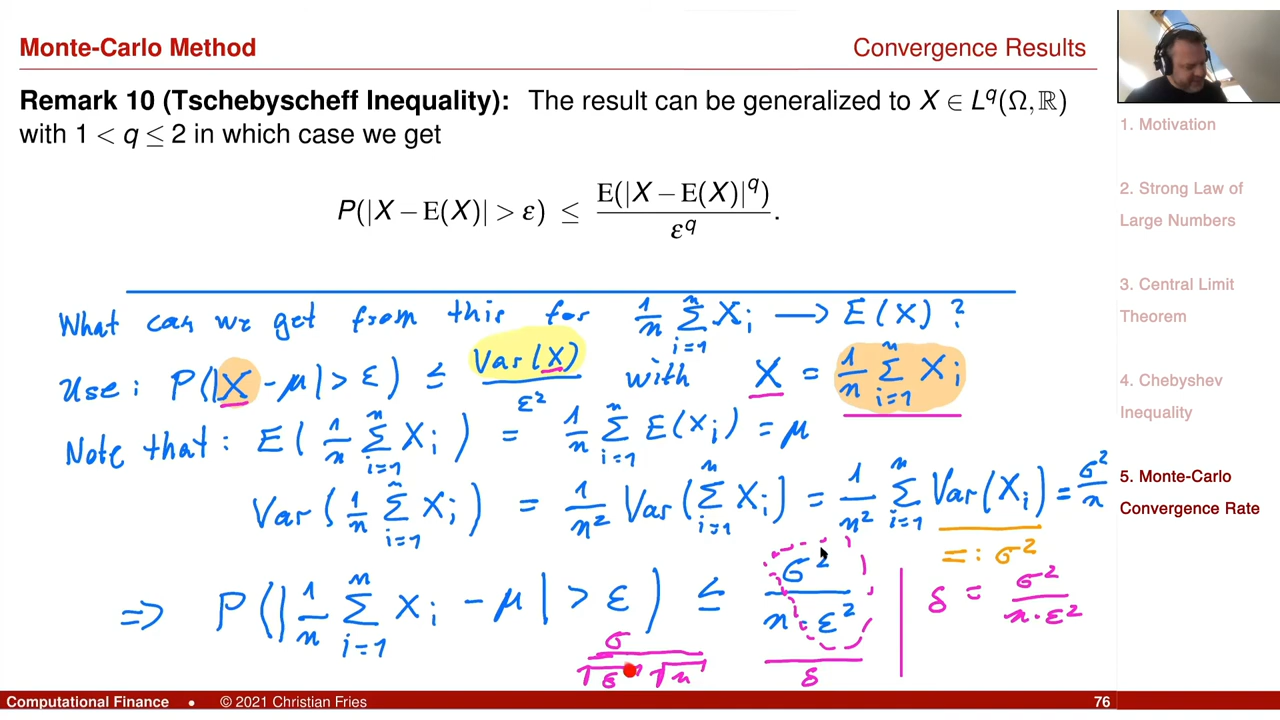 Monte-Carlo Method
Convergence Results
Remark 10 (Tschebyscheff Inequality): The result can be generalized to X ∈ L^q(Ω,ℝ)
with 1 < q ≤ 2 in which case we get
P(|X − E(X)| > ε) ≤ E(|X − E(X)|^q) / ε^q .
What can we get from this for 1/n Σ_{i=1}^n X_i ⟶ E(X) ?
Use: P(|X − μ| > ε) ≤ Var(X) / ε² with X = 1/n Σ_{i=1}^n X_i
Note that: E( 1/n Σ_{i=1}^n X_i ) = 1/n Σ_{i=1}^n E(X_i) = μ
Var( 1/n Σ_{i=1}^n X_i ) = 1/n² Var( Σ_{i=1}^n X_i ) = 1/n² Σ_{i=1}^n Var(X_i) = σ²/n
=: σ²
⇒ P(| 1/n Σ_{i=1}^n X_i − μ | > ε ) ≤ σ² / (n · ε²)
δ = σ² / (n · ε²)
σ / (√δ √n)
δ
1. Motivation
2. Strong Law of
Large Numbers
3. Central Limit
Theorem
4. Chebyshev
Inequality
5. Monte-Carlo
Convergence Rate
Computational Finance • © 2021 Christian Fries
76